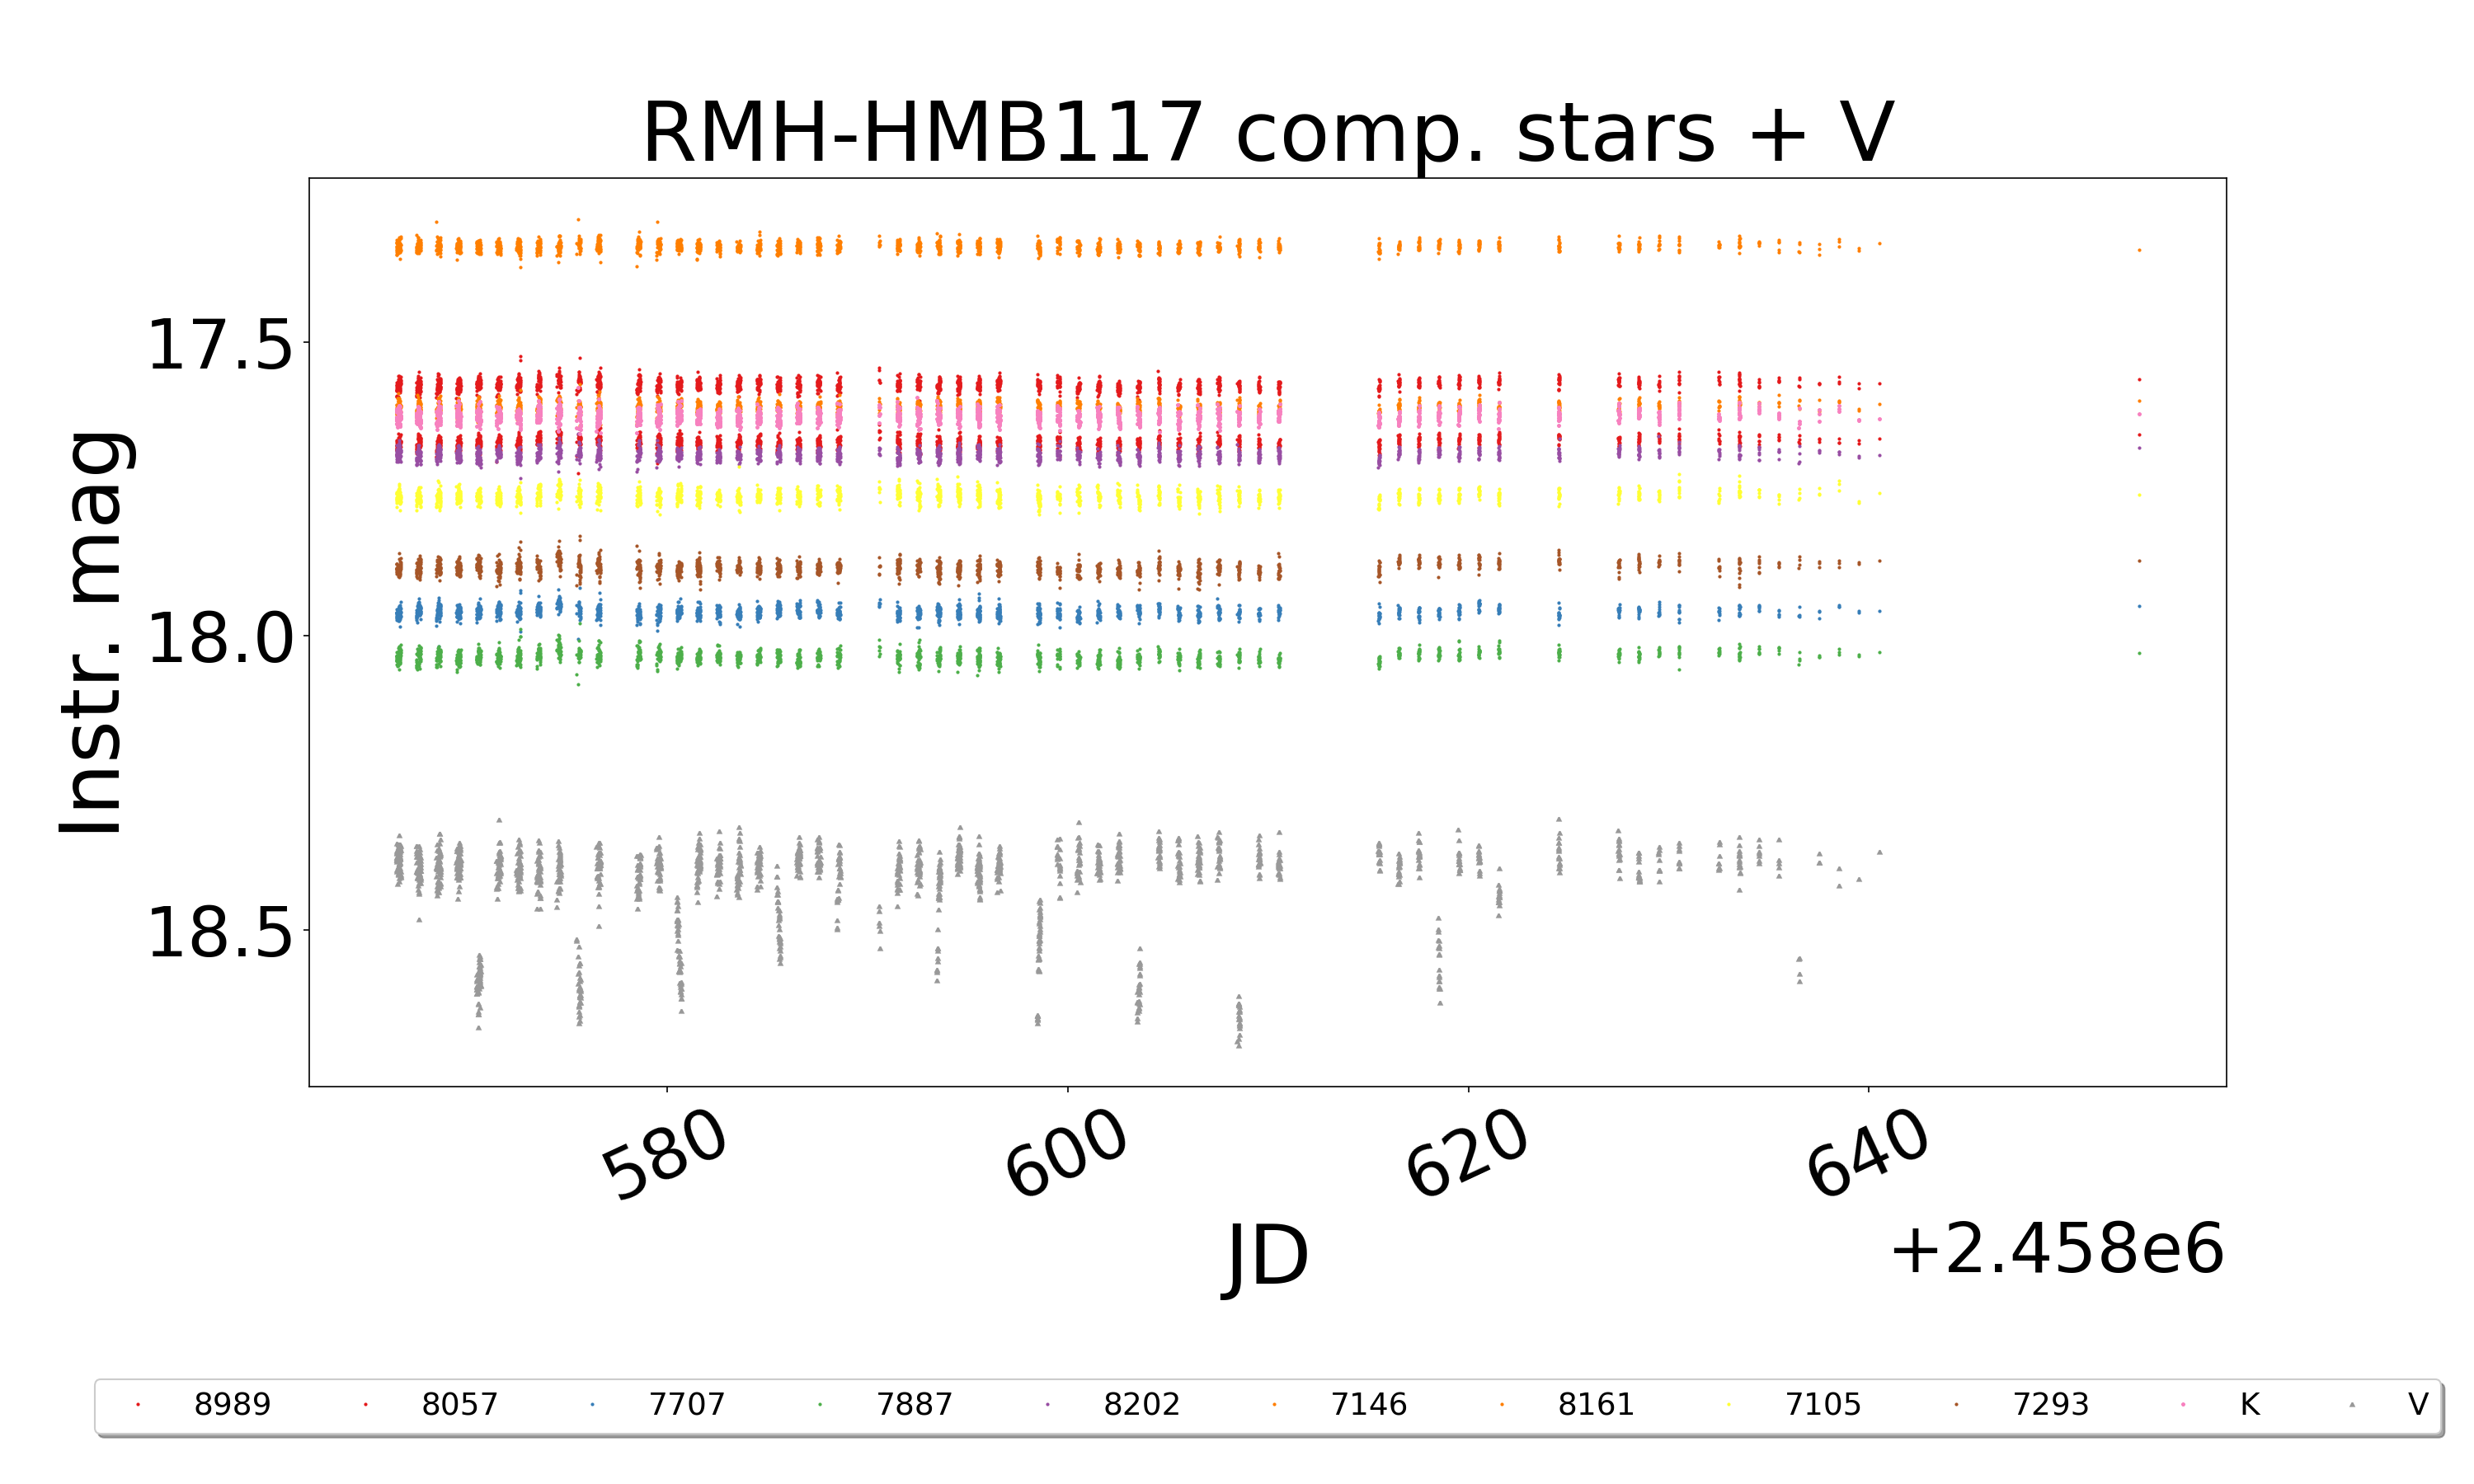 RMH-HMB117 comp. stars + V
Instr. mag
17.5
18.0
18.5
580
600
620
640
JD
+2.458e6
8989 8057 7707 7887 8202 7146 8161 7105 7293 K V